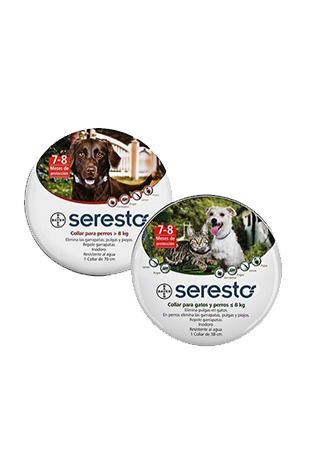 7-8
Meses de
protección
BAYER
seresto
Collar para perros > 8 kg
Elimina las garrapatas, pulgas y piojos.
Repele garrapatas.
Inodoro
Resistente al agua
1 Collar de 70 cm
7-8
Meses de
protección
BAYER
seresto
Collar para gatos y perros ≤ 8 kg
Elimina pulgas en gatos.
En perros elimina las garrapatas, pulgas y piojos.
Repele garrapatas.
Inodoro
Resistente al agua
1 Collar de 38 cm